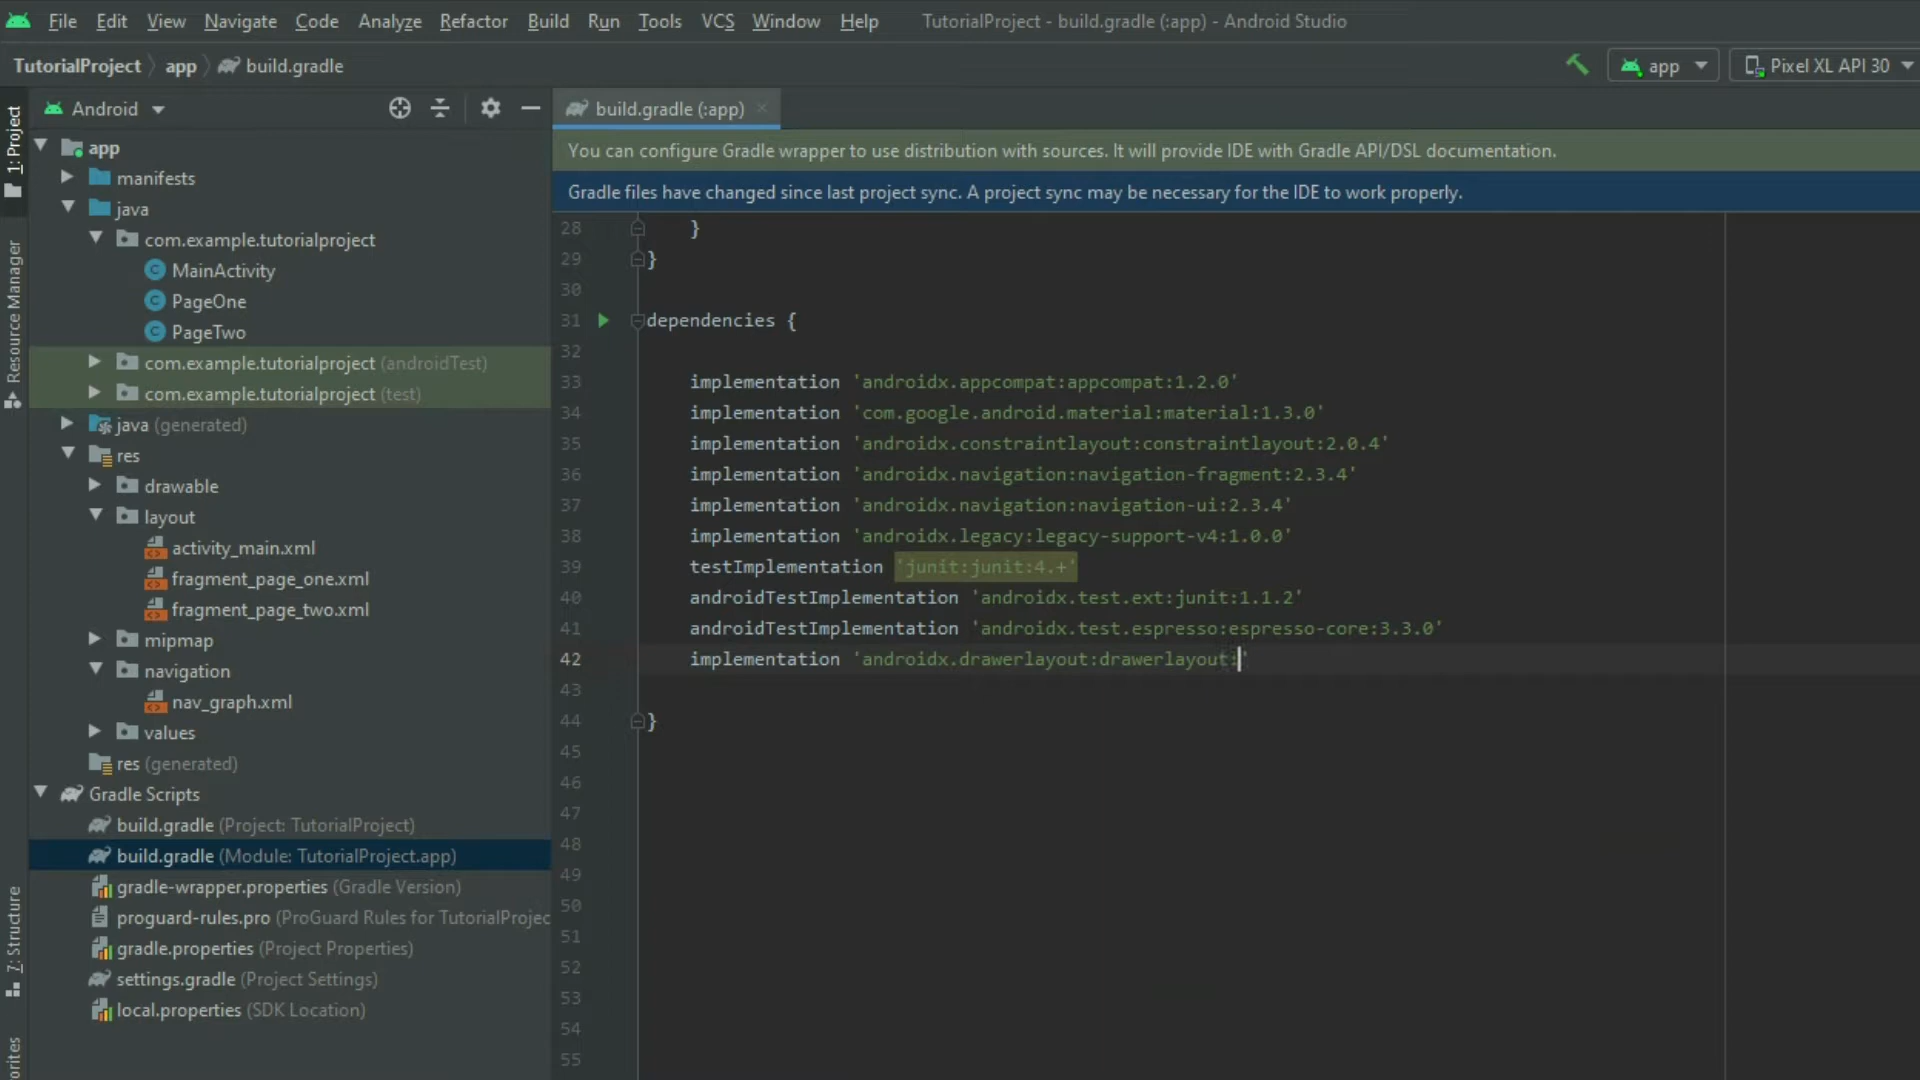 File Edit View Navigate Code Analyze Refactor Build Run Tools VCS Window Help TutorialProject - build.gradle (:app) - Android Studio
TutorialProject app build.gradle app Pixel XL API 30
1: Project
Resource Manager
7: Structure
Android
app
manifests
java
com.example.tutorialproject
MainActivity
PageOne
PageTwo
com.example.tutorialproject (androidTest)
com.example.tutorialproject (test)
java (generated)
res
drawable
layout
activity_main.xml
fragment_page_one.xml
fragment_page_two.xml
mipmap
navigation
nav_graph.xml
values
res (generated)
Gradle Scripts
build.gradle (Project: TutorialProject)
build.gradle (Module: TutorialProject.app)
gradle-wrapper.properties (Gradle Version)
proguard-rules.pro (ProGuard Rules for TutorialProjec
gradle.properties (Project Properties)
settings.gradle (Project Settings)
local.properties (SDK Location)
build.gradle (:app)
You can configure Gradle wrapper to use distribution with sources. It will provide IDE with Gradle API/DSL documentation.
Gradle files have changed since last project sync. A project sync may be necessary for the IDE to work properly.
28 }
29 }
30
31 dependencies {
32
33 implementation 'androidx.appcompat:appcompat:1.2.0'
34 implementation 'com.google.android.material:material:1.3.0'
35 implementation 'androidx.constraintlayout:constraintlayout:2.0.4'
36 implementation 'androidx.navigation:navigation-fragment:2.3.4'
37 implementation 'androidx.navigation:navigation-ui:2.3.4'
38 implementation 'androidx.legacy:legacy-support-v4:1.0.0'
39 testImplementation 'junit:junit:4.+'
40 androidTestImplementation 'androidx.test.ext:junit:1.1.2'
41 androidTestImplementation 'androidx.test.espresso:espresso-core:3.3.0'
42 implementation 'androidx.drawerlayout:drawerlayout:'
43
44 }
45
46
47
48
49
50
51
52
53
54
55